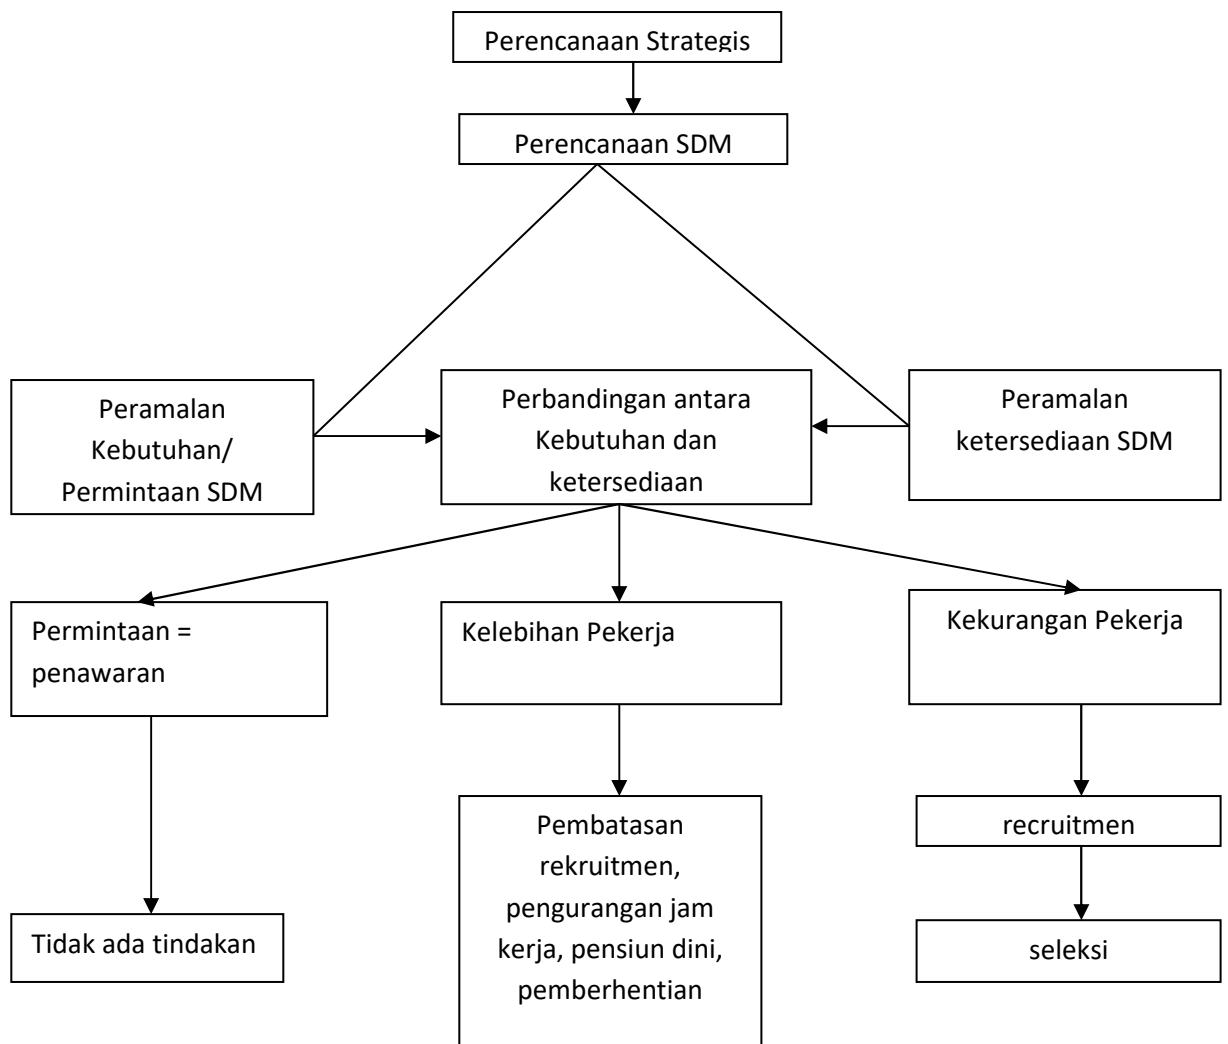 Perencanaan Strategis
Perencanaan SDM
Peramalan
Kebutuhan/
Permintaan SDM
Perbandingan antara
Kebutuhan dan
ketersediaan
Peramalan
ketersediaan SDM
Permintaan =
penawaran
Kelebihan Pekerja
Kekurangan Pekerja
Tidak ada tindakan
Pembatasan
rekruitmen,
pengurangan jam
kerja, pensiun dini,
pemberhentian
recruitmen
seleksi